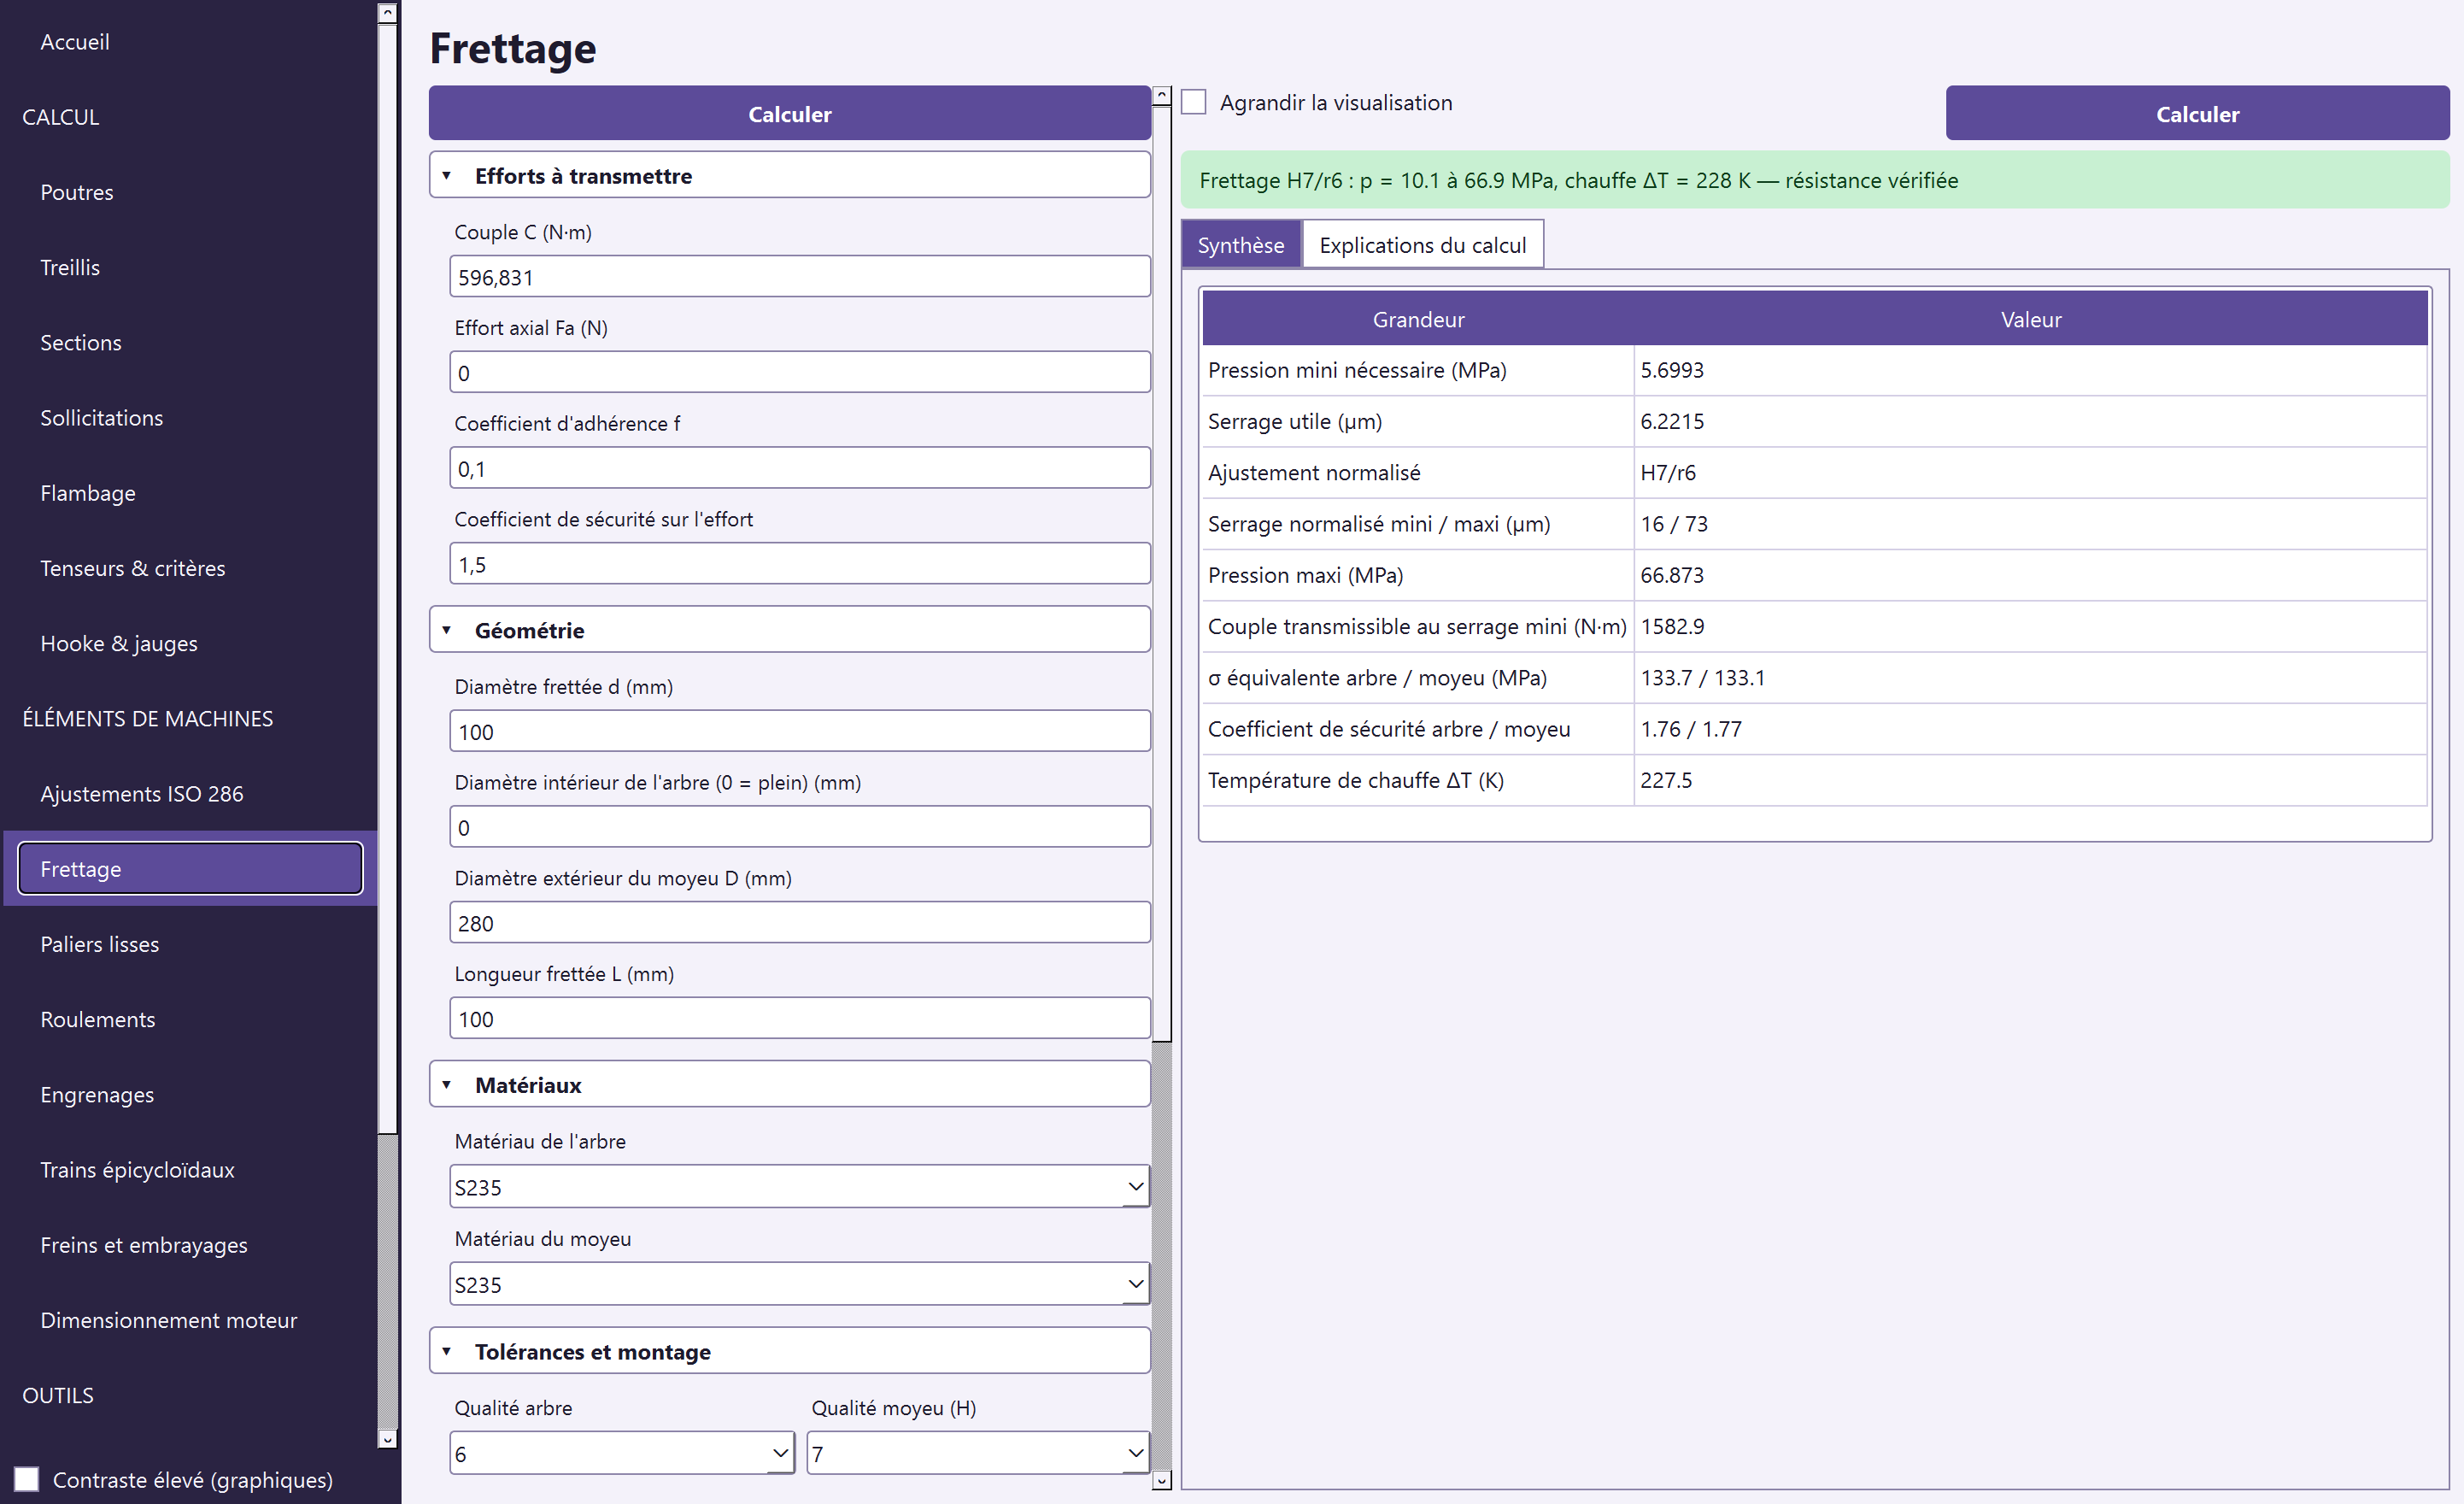 Accueil
CALCUL
Poutres
Treillis
Sections
Sollicitations
Flambage
Tenseurs & critères
Hooke & jauges
ÉLÉMENTS DE MACHINES
Ajustements ISO 286
Frettage
Paliers lisses
Roulements
Engrenages
Trains épicycloïdaux
Freins et embrayages
Dimensionnement moteur
OUTILS
Contraste élevé (graphiques)
Frettage
Calculer
Efforts à transmettre
Couple C (N·m)
596,831
Effort axial Fa (N)
0
Coefficient d'adhérence f
0,1
Coefficient de sécurité sur l'effort
1,5
Géométrie
Diamètre frettée d (mm)
100
Diamètre intérieur de l'arbre (0 = plein) (mm)
0
Diamètre extérieur du moyeu D (mm)
280
Longueur frettée L (mm)
100
Matériaux
Matériau de l'arbre
S235
Matériau du moyeu
S235
Tolérances et montage
Qualité arbre Qualité moyeu (H)
6 7
Agrandir la visualisation
Calculer
Frettage H7/r6 : p = 10.1 à 66.9 MPa, chauffe ΔT = 228 K — résistance vérifiée
Synthèse Explications du calcul
Grandeur Valeur
Pression mini nécessaire (MPa) 5.6993
Serrage utile (µm) 6.2215
Ajustement normalisé H7/r6
Serrage normalisé mini / maxi (µm) 16 / 73
Pression maxi (MPa) 66.873
Couple transmissible au serrage mini (N·m) 1582.9
σ équivalente arbre / moyeu (MPa) 133.7 / 133.1
Coefficient de sécurité arbre / moyeu 1.76 / 1.77
Température de chauffe ΔT (K) 227.5